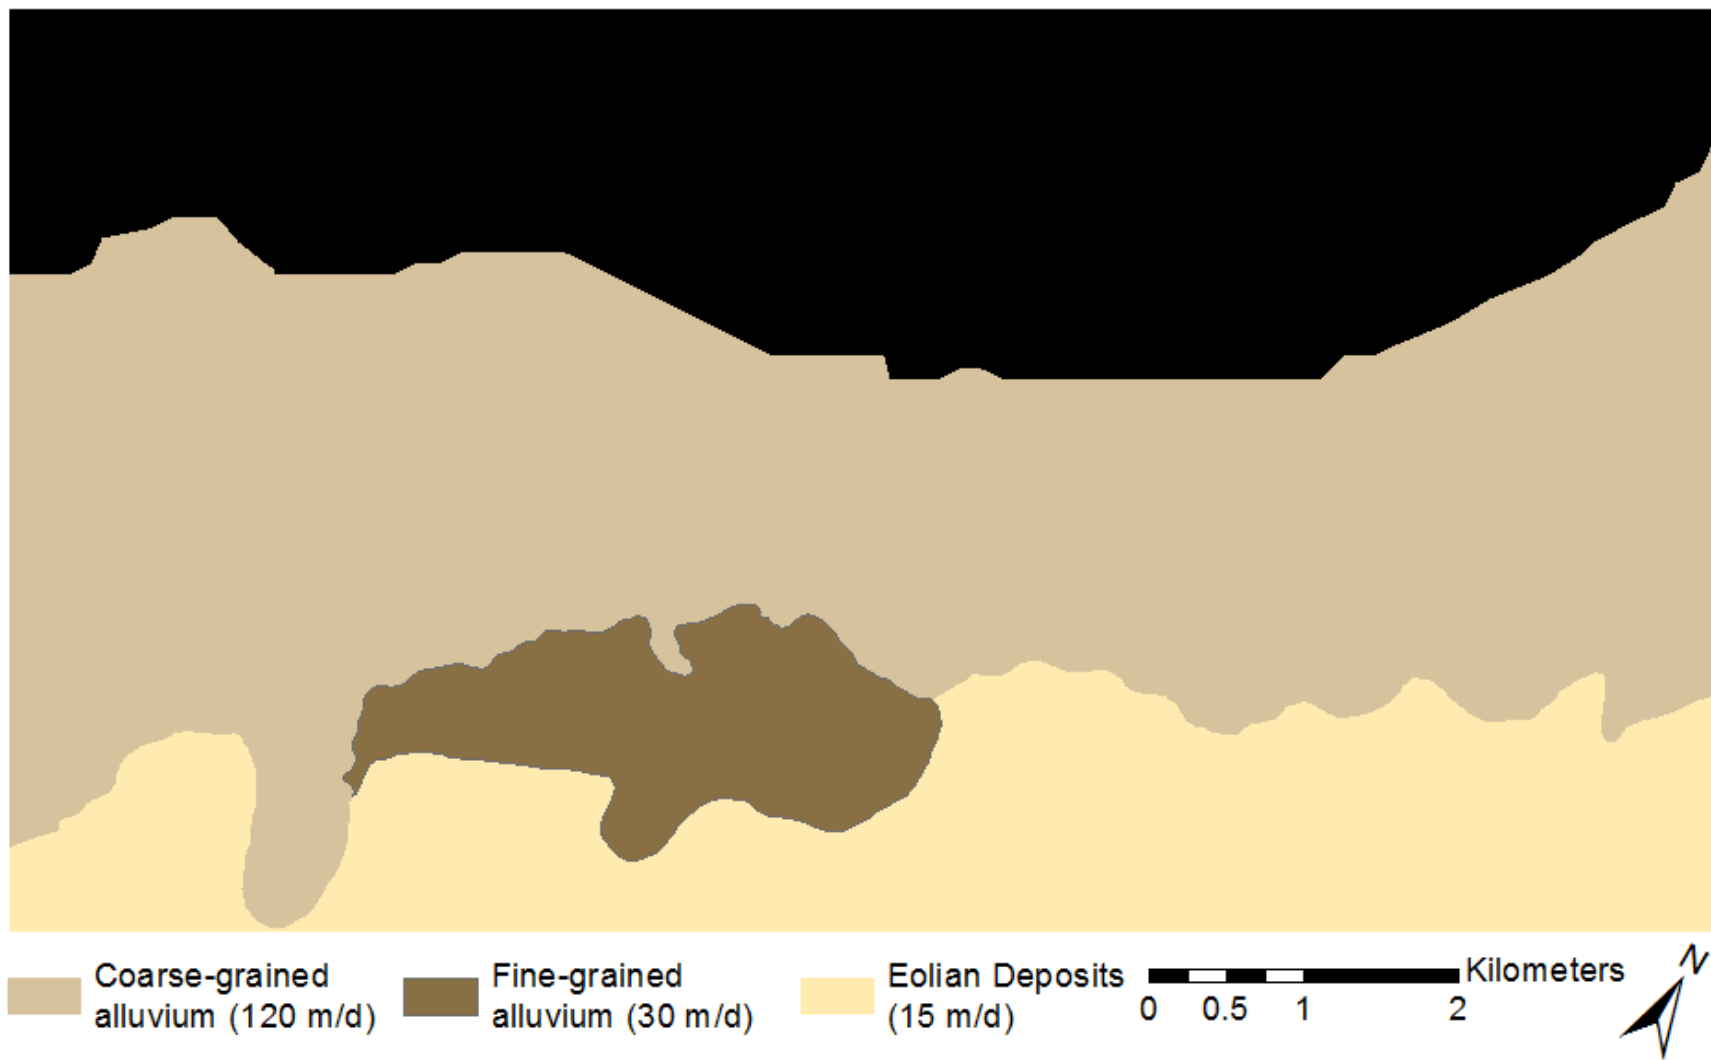 Coarse-grained
alluvium (120 m/d)
Fine-grained
alluvium (30 m/d)
Eolian Deposits
(15 m/d)
Kilometers
0 0.5 1 2
N